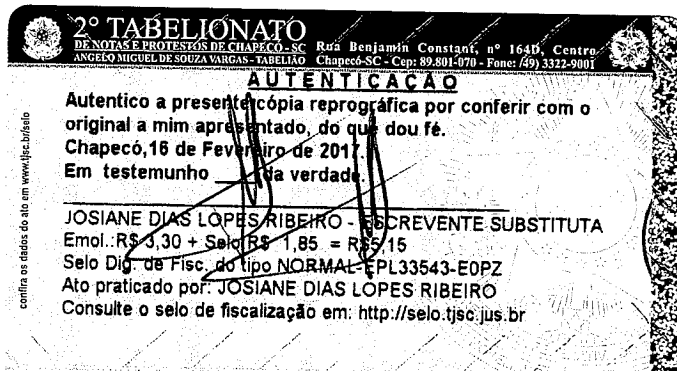 2º TABELIONATO
DE NOTAS E PROTESTOS DE CHAPECÓ - SC
ANGELO MIGUEL DE SOUZA VARGAS - TABELIÃO
Rua Benjamin Constant, nº 164D, Centro
Chapecó-SC - Cep: 89.801-070 - Fone: (49) 3322-9001
AUTENTICAÇÃO
Autentico a presente cópia reprográfica por conferir com o
original a mim apresentado, do que dou fé.
Chapecó,16 de Fevereiro de 2017.
Em testemunho ____ da verdade.
JOSIANE DIAS LOPES RIBEIRO - ESCREVENTE SUBSTITUTA
Emol.:R$ 3,30 + Selo R$ 1,85 = R$5,15
Selo Dig. de Fisc. do tipo NORMAL-EPL33543-E0PZ
Ato praticado por: JOSIANE DIAS LOPES RIBEIRO
Consulte o selo de fiscalização em: http://selo.tjsc.jus.br
confira os dados do ato em www.tjsc.br/selo